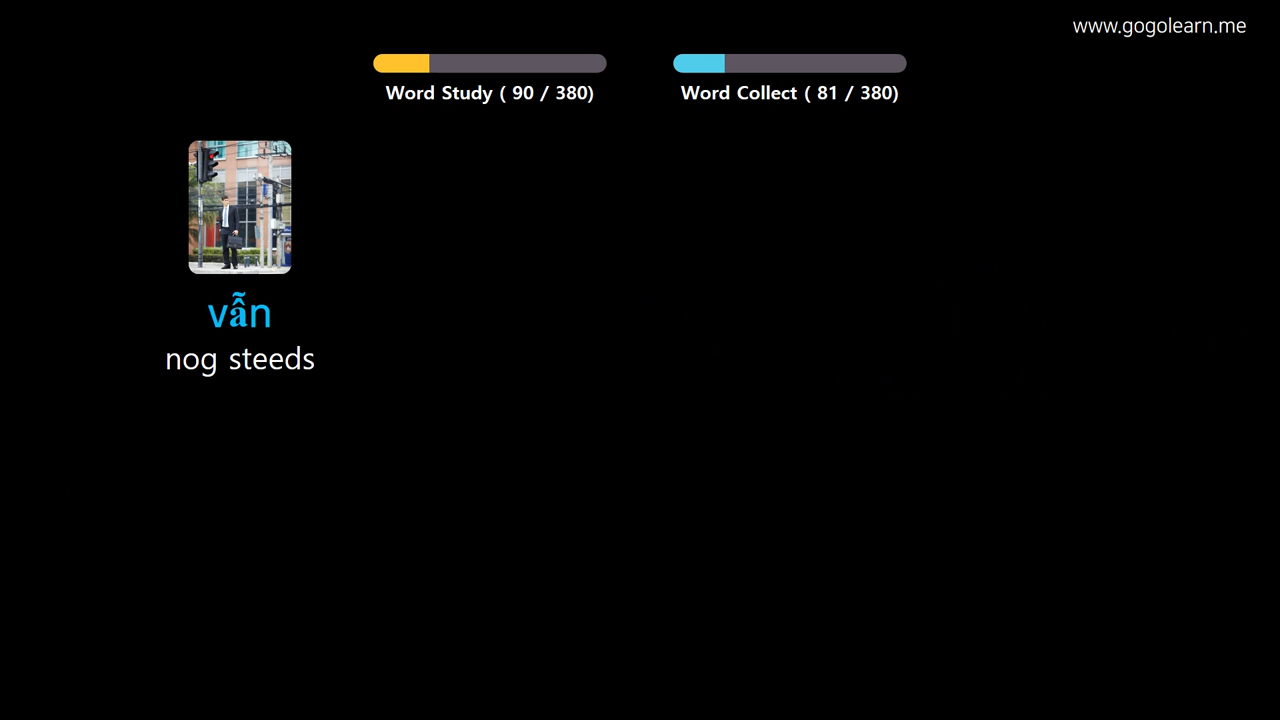 www.gogolearn.me
Word Study ( 90 / 380)
Word Collect ( 81 / 380)
vẫn
nog steeds